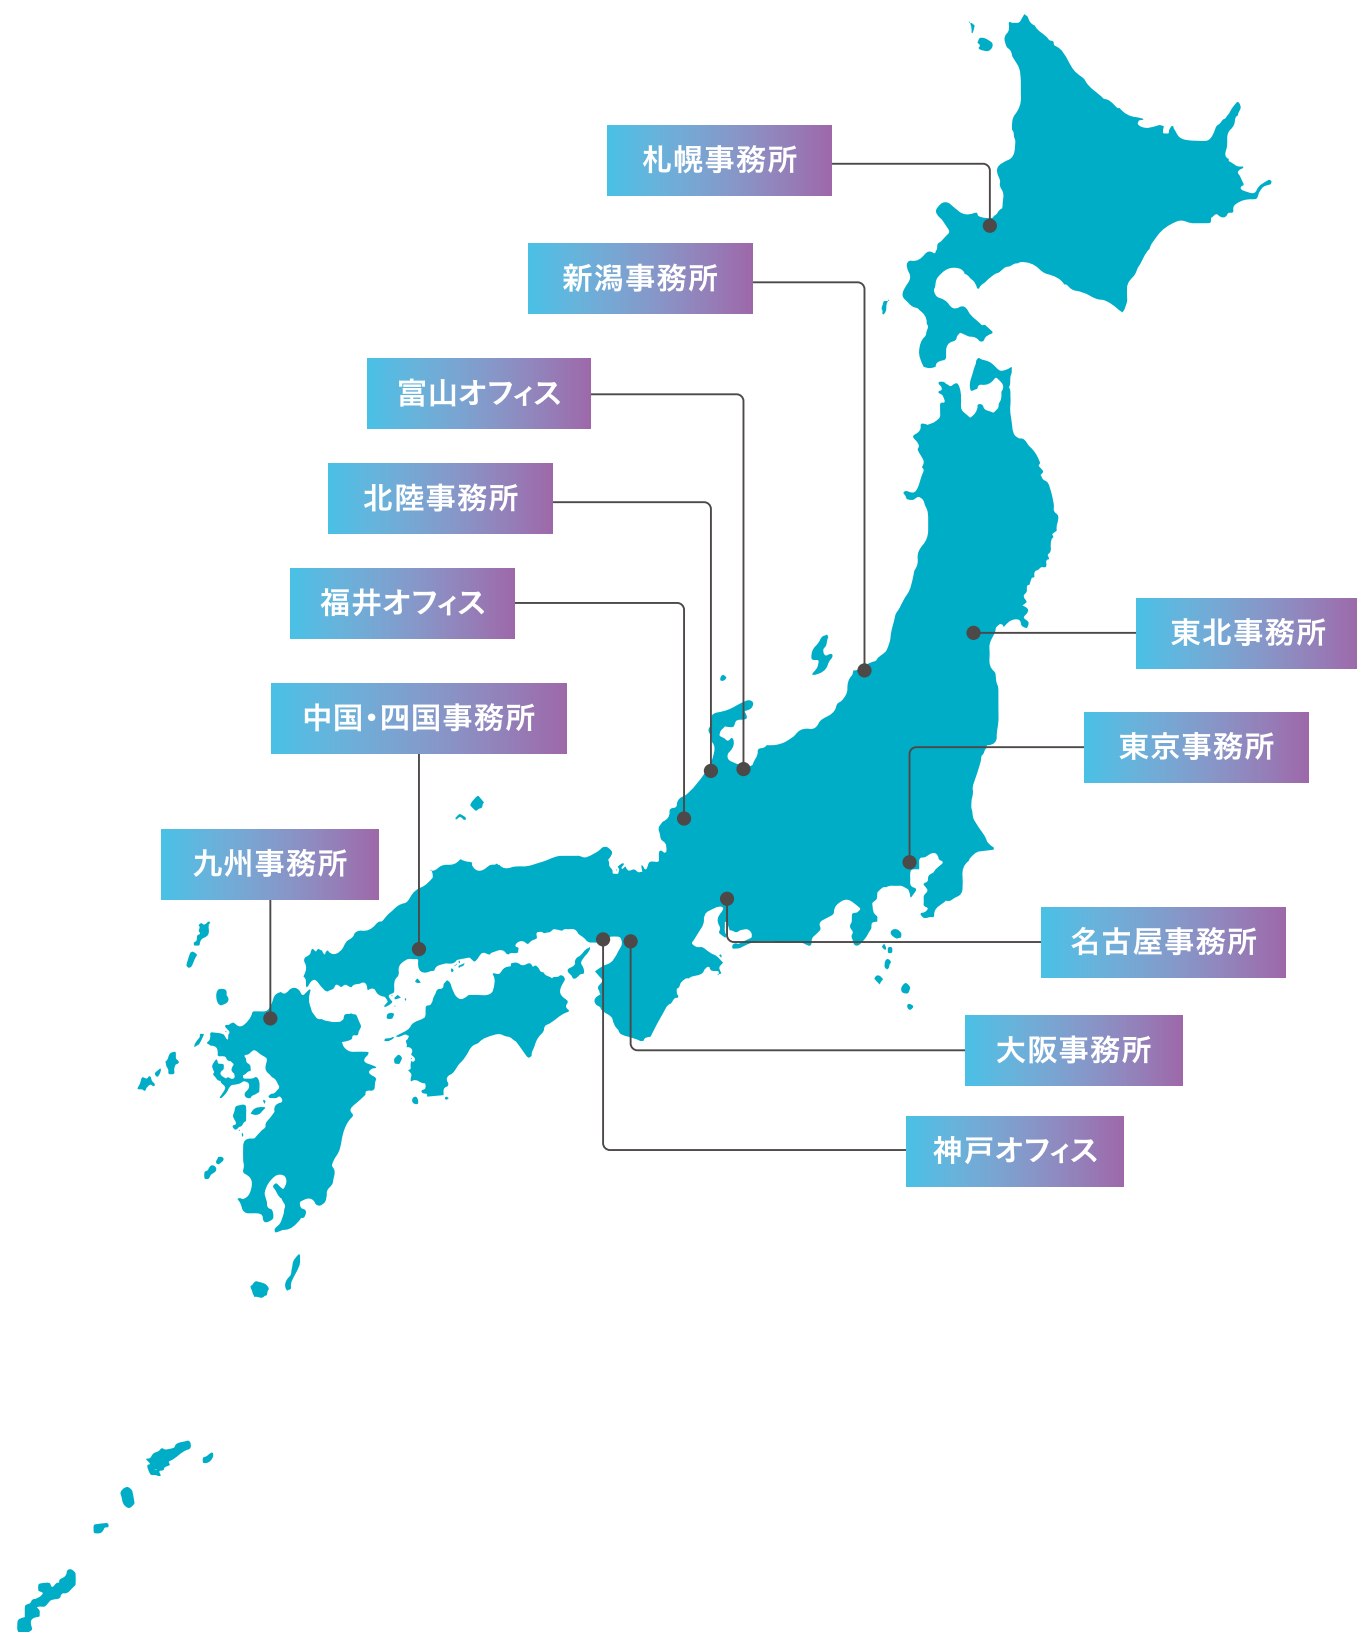 札幌事務所
新潟事務所
富山オフィス
北陸事務所
福井オフィス
東北事務所
中国・四国事務所
東京事務所
九州事務所
名古屋事務所
大阪事務所
神戸オフィス